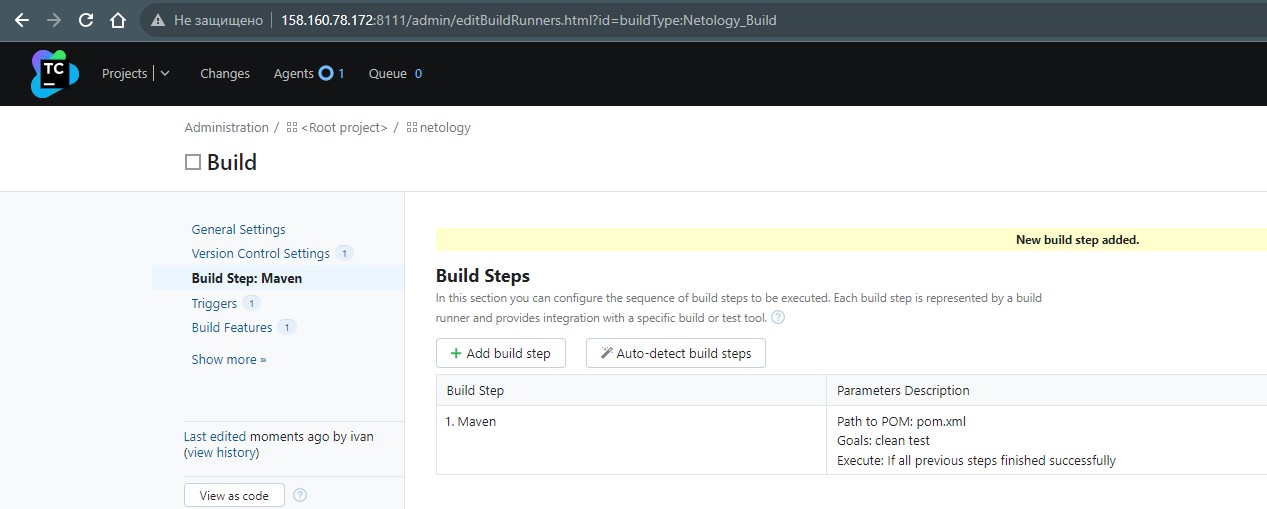 Не защищено 158.160.78.172:8111/admin/editBuildRunners.html?id=buildType:Netology_Build
TC
Projects Changes Agents 1 Queue 0
Administration / <Root project> / netology
Build
General Settings
Version Control Settings 1
Build Step: Maven
Triggers 1
Build Features 1
Show more »
Last edited moments ago by ivan
(view history)
View as code ?
New build step added.
Build Steps
In this section you can configure the sequence of build steps to be executed. Each build step is represented by a build
runner and provides integration with a specific build or test tool. ?
+ Add build step Auto-detect build steps
Build Step Parameters Description
1. Maven Path to POM: pom.xml
Goals: clean test
Execute: If all previous steps finished successfully